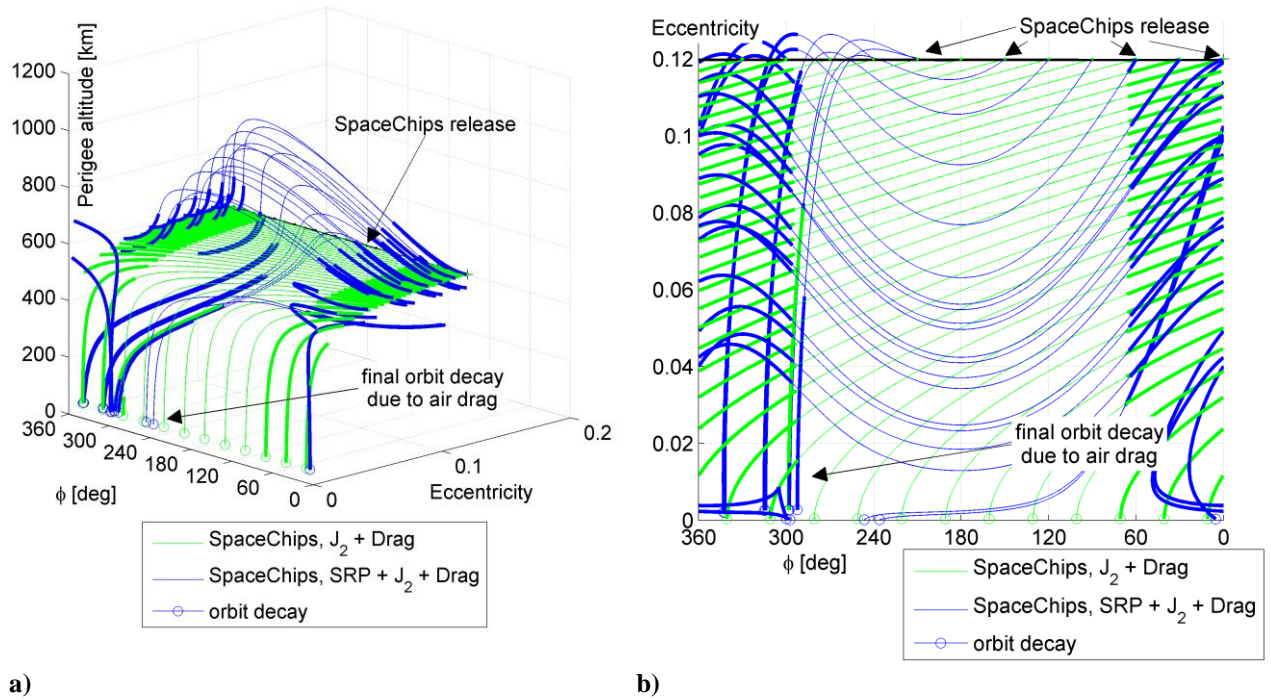 1200
1000
800
600
400
200
0
Perigee altitude [km]
SpaceChips release
final orbit decay
due to air drag
360
300
240
180
120
60
0
ϕ [deg]
0
0.1
0.2
Eccentricity
SpaceChips, J2 + Drag
SpaceChips, SRP + J2 + Drag
orbit decay
a)
Eccentricity
SpaceChips release
0.12
0.1
0.08
0.06
0.04
0.02
0
final orbit decay
due to air drag
360 300 240 180 120 60 0
ϕ [deg]
SpaceChips, J2 + Drag
SpaceChips, SRP + J2 + Drag
orbit decay
b)